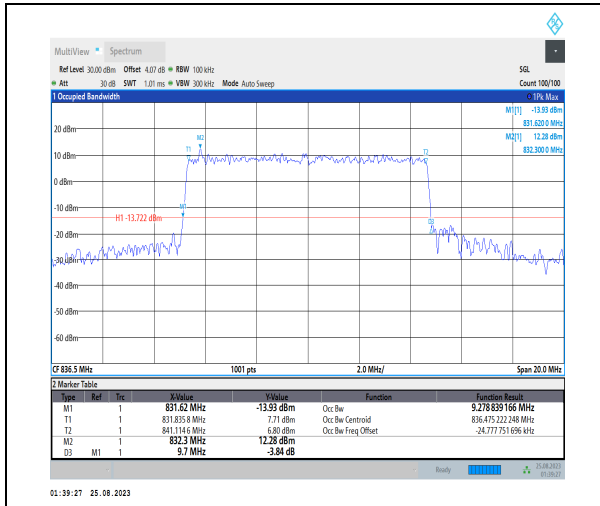 MultiView Spectrum
Ref Level 30.00 dBm Offset 4.07 dB RBW 100 kHz SGL
Att 30 dB SWT 1.01 ms VBW 300 kHz Mode Auto Sweep Count 100/100
1 Occupied Bandwidth 1Pk Max
M1[1] -13.93 dBm
831.620 0 MHz
M2[1] 12.28 dBm
832.300 0 MHz
20 dBm
M2
T1 T2
10 dBm
0 dBm
-10 dBm
M1
H1 -13.722 dBm
D3
-20 dBm
-30 dBm
-40 dBm
-50 dBm
-60 dBm
CF 836.5 MHz 1001 pts 2.0 MHz/ Span 20.0 MHz
2 Marker Table
Type Ref Trc X-Value Y-Value Function Function Result
M1 1 831.62 MHz -13.93 dBm Occ Bw 9.278 839 166 MHz
T1 1 831.835 8 MHz 7.71 dBm Occ Bw Centroid 836.475 222 248 MHz
T2 1 841.114 6 MHz 6.80 dBm Occ Bw Freq Offset -24.777 751 696 kHz
M2 1 832.3 MHz 12.28 dBm
D3 M1 1 9.7 MHz -3.84 dB
Ready 25.08.2023
01:39:27
01:39:27 25.08.2023